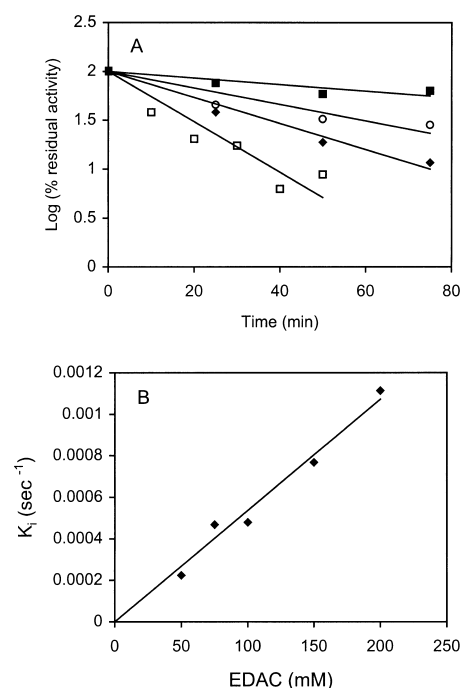 A
Log (% residual activity)
2.5
2
1.5
1
0.5
0
0 20 40 60 80
Time (min)
B
Kᵢ (sec⁻¹)
0.0012
0.001
0.0008
0.0006
0.0004
0.0002
0
0 50 100 150 200 250
EDAC (mM)